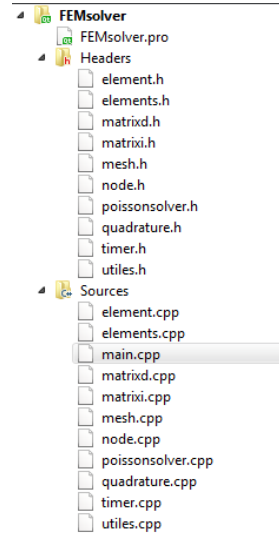 FEMsolver
FEMsolver.pro
Headers
element.h
elements.h
matrixd.h
matrixi.h
mesh.h
node.h
poissonsolver.h
quadrature.h
timer.h
utiles.h
Sources
element.cpp
elements.cpp
main.cpp
matrixd.cpp
matrixi.cpp
mesh.cpp
node.cpp
poissonsolver.cpp
quadrature.cpp
timer.cpp
utiles.cpp